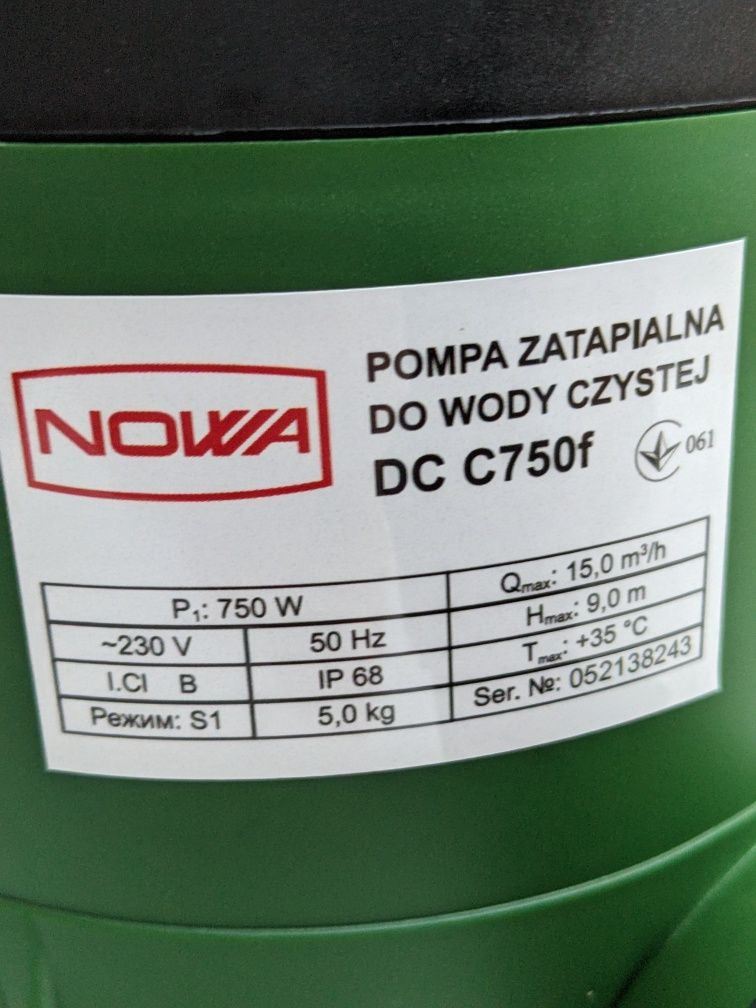 NOWA
POMPA ZATAPIALNA
DO WODY CZYSTEJ
DC C750f
061
P₁: 750 W
~230 V 50 Hz
I.Cl B IP 68
Режим: S1 5,0 kg
Qmax: 15,0 m³/h
Hmax: 9,0 m
Tmax: +35 °C
Ser. №: 052138243